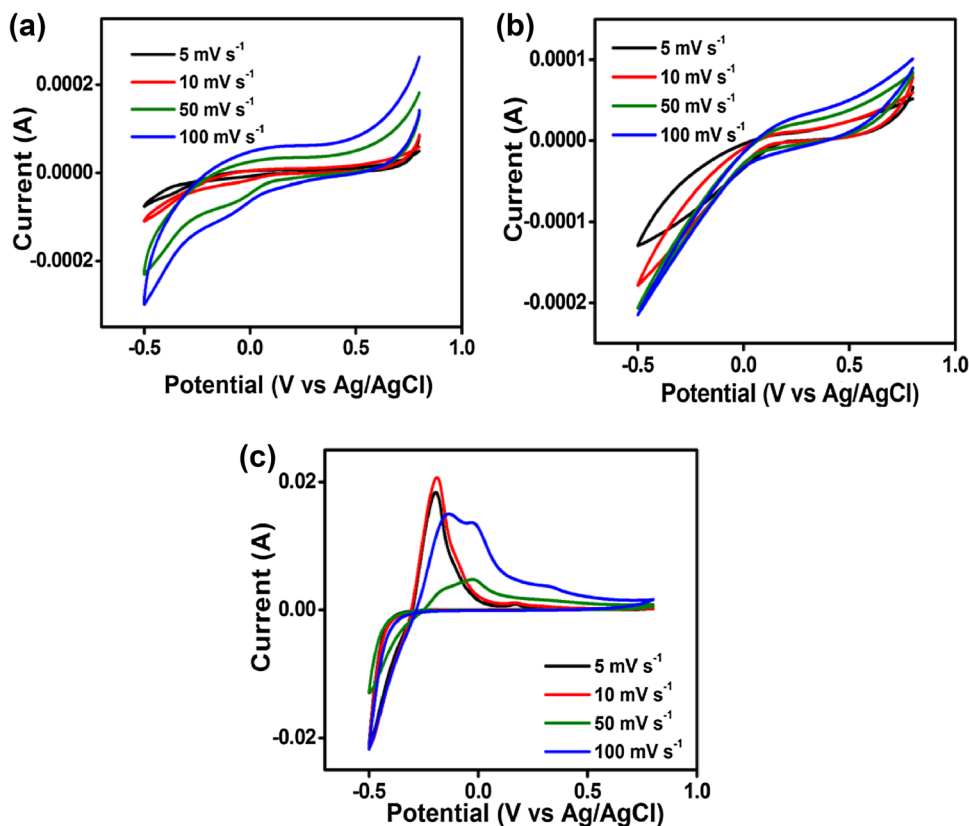 (a)
5 mV s⁻¹
10 mV s⁻¹
50 mV s⁻¹
100 mV s⁻¹
0.0002
0.0000
-0.0002
Current (A)
-0.5 0.0 0.5 1.0
Potential (V vs Ag/AgCl)
(b)
5 mV s⁻¹
10 mV s⁻¹
50 mV s⁻¹
100 mV s⁻¹
0.0001
0.0000
-0.0001
-0.0002
Current (A)
-0.5 0.0 0.5 1.0
Potential (V vs Ag/AgCl)
(c)
0.02
0.00
-0.02
Current (A)
5 mV s⁻¹
10 mV s⁻¹
50 mV s⁻¹
100 mV s⁻¹
-0.5 0.0 0.5 1.0
Potential (V vs Ag/AgCl)